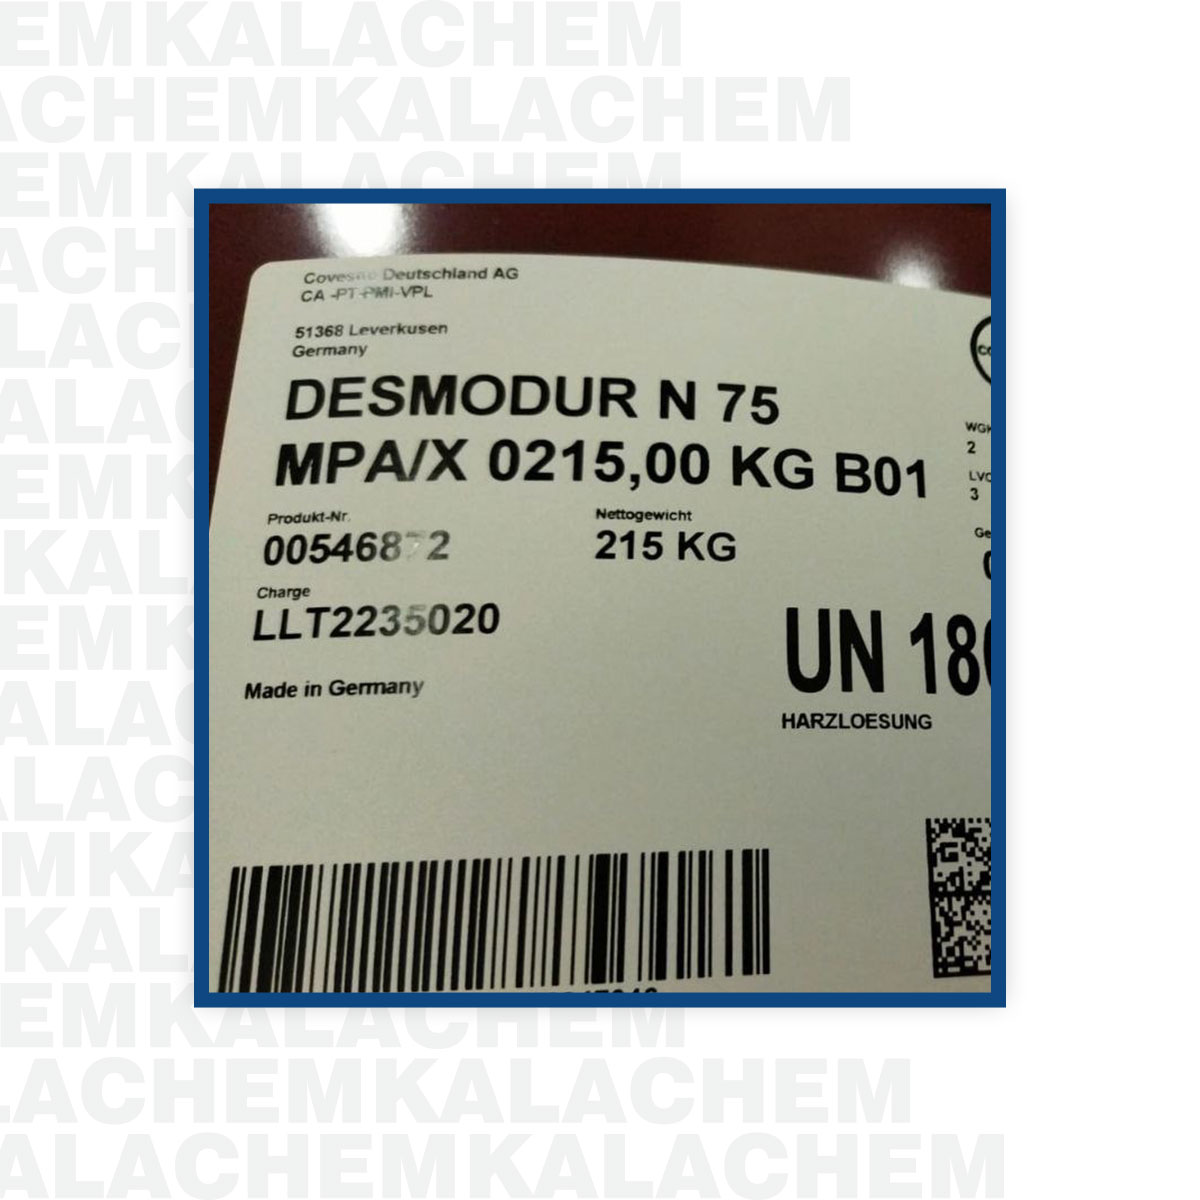 EMKALACHEM
ACHEMKALACHEM
Covestro Deutschland AG
CA -PT-PMI-VPL
51368 Leverkusen
Germany
DESMODUR N 75
MPA/X 0215,00 KG B01
WGK
2
LVC
3
Produkt-Nr.
00546872
Nettogewicht
215 KG
Charge
LLT2235020
UN 18
HARZLOESUNG
Made in Germany
EMKALACHEM
LACHEMKALACHEM
ALACHEMKALACHEM